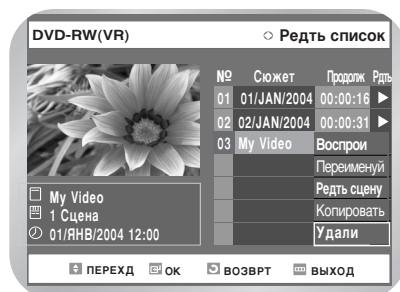 DVD-RW(VR) Редть список
№ Сюжет Продолж Рдть
01 01/JAN/2004 00:00:16
02 02/JAN/2004 00:00:31
03 My Video Воспрои
Переименуй
Редть сцену
Копировать
Удали
My Video
1 Сцена
01/ЯНВ/2004 12:00
ПЕРЕХД ОК ВОЗВРТ ВЫХОД